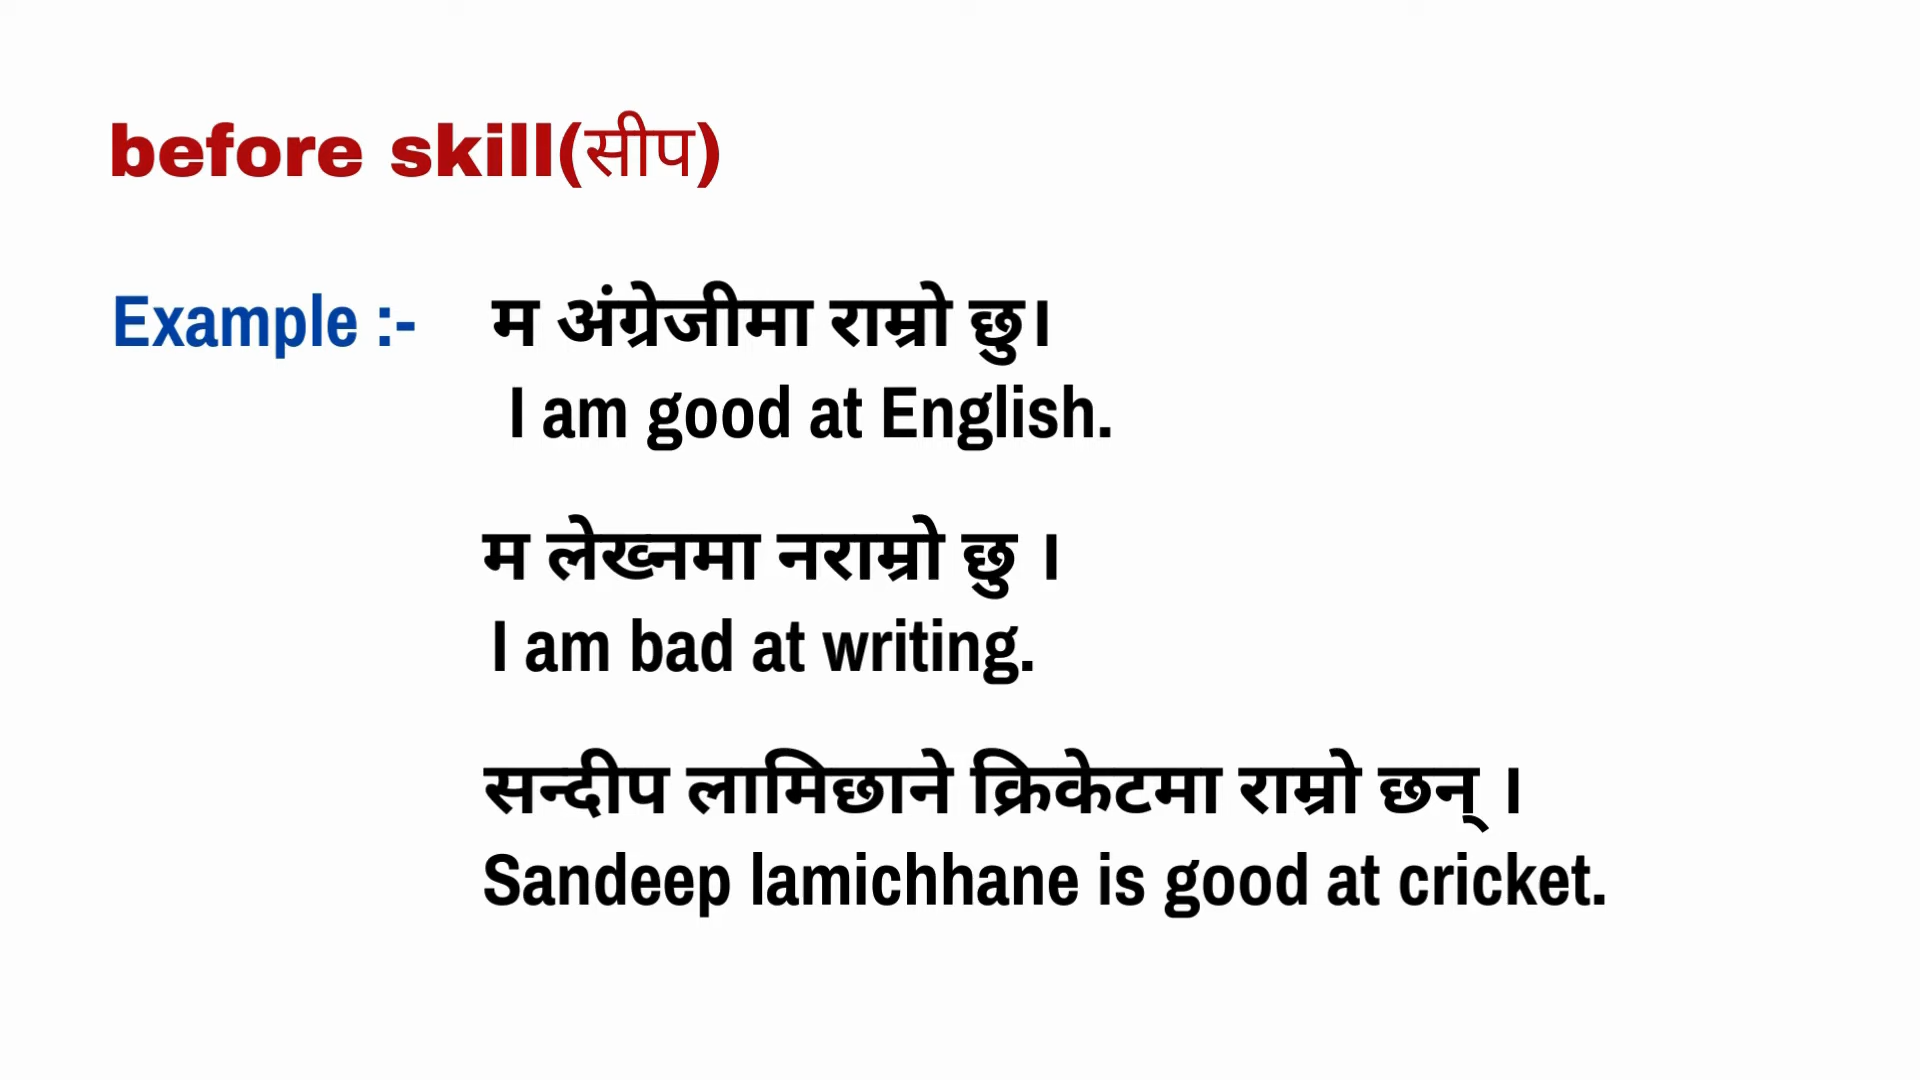 before skill(सीप)
Example :- म अंग्रेजीमा राम्रो छु।
I am good at English.
म लेख्नमा नराम्रो छु ।
I am bad at writing.
सन्दीप लामिछाने क्रिकेटमा राम्रो छन् ।
Sandeep lamichhane is good at cricket.